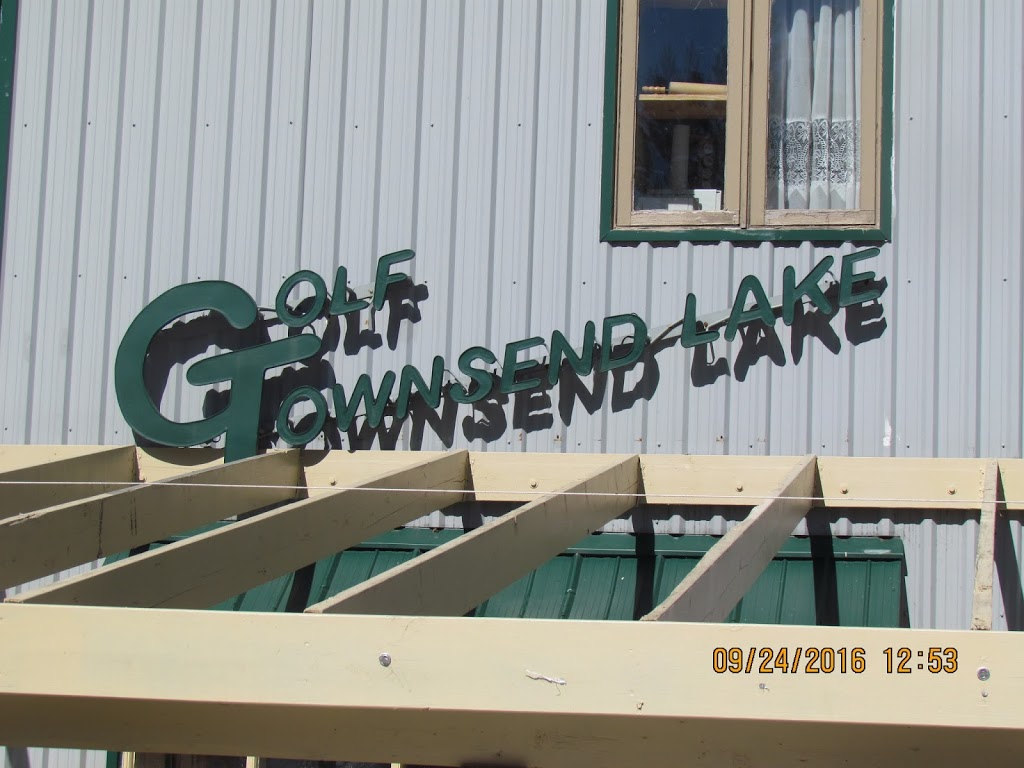 GOLF
TOWNSEND LAKE
09/24/2016 12:53